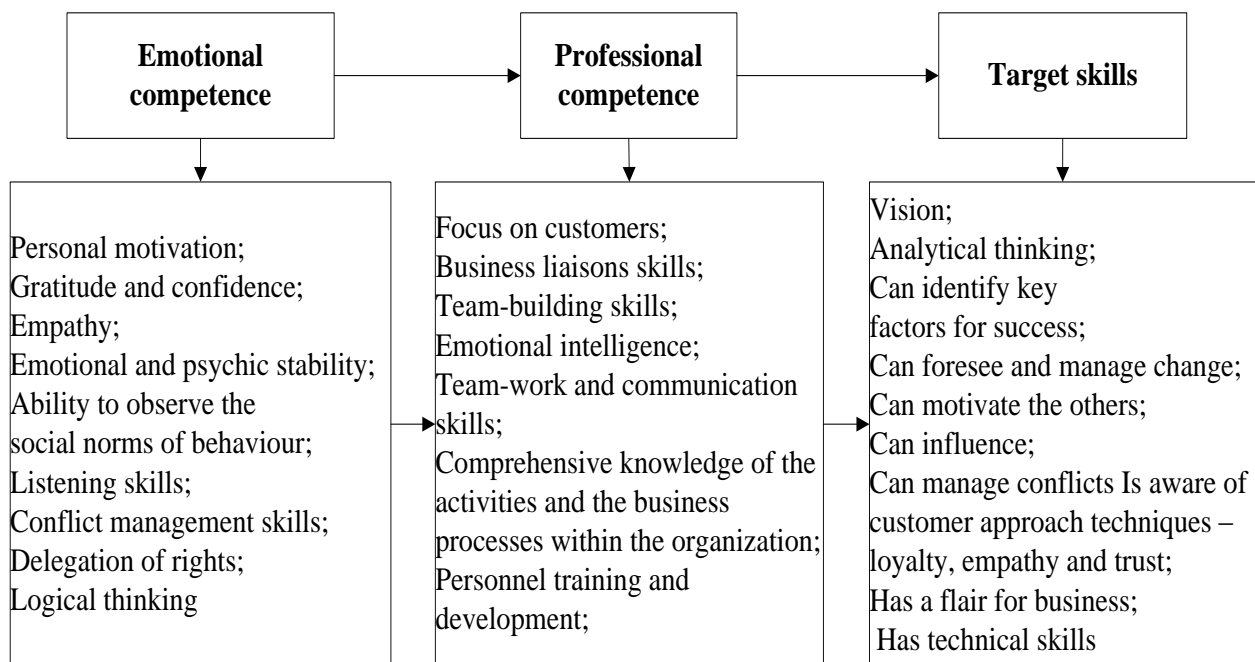 Emotional
competence
Professional
competence
Target skills
Personal motivation;
Gratitude and confidence;
Empathy;
Emotional and psychic stability;
Ability to observe the
social norms of behaviour;
Listening skills;
Conflict management skills;
Delegation of rights;
Logical thinking
Focus on customers;
Business liaisons skills;
Team-building skills;
Emotional intelligence;
Team-work and communication
skills;
Comprehensive knowledge of the
activities and the business
processes within the organization;
Personnel training and
development;
Vision;
Analytical thinking;
Can identify key
factors for success;
Can foresee and manage change;
Can motivate the others;
Can influence;
Can manage conflicts Is aware of
customer approach techniques –
loyalty, empathy and trust;
Has a flair for business;
Has technical skills